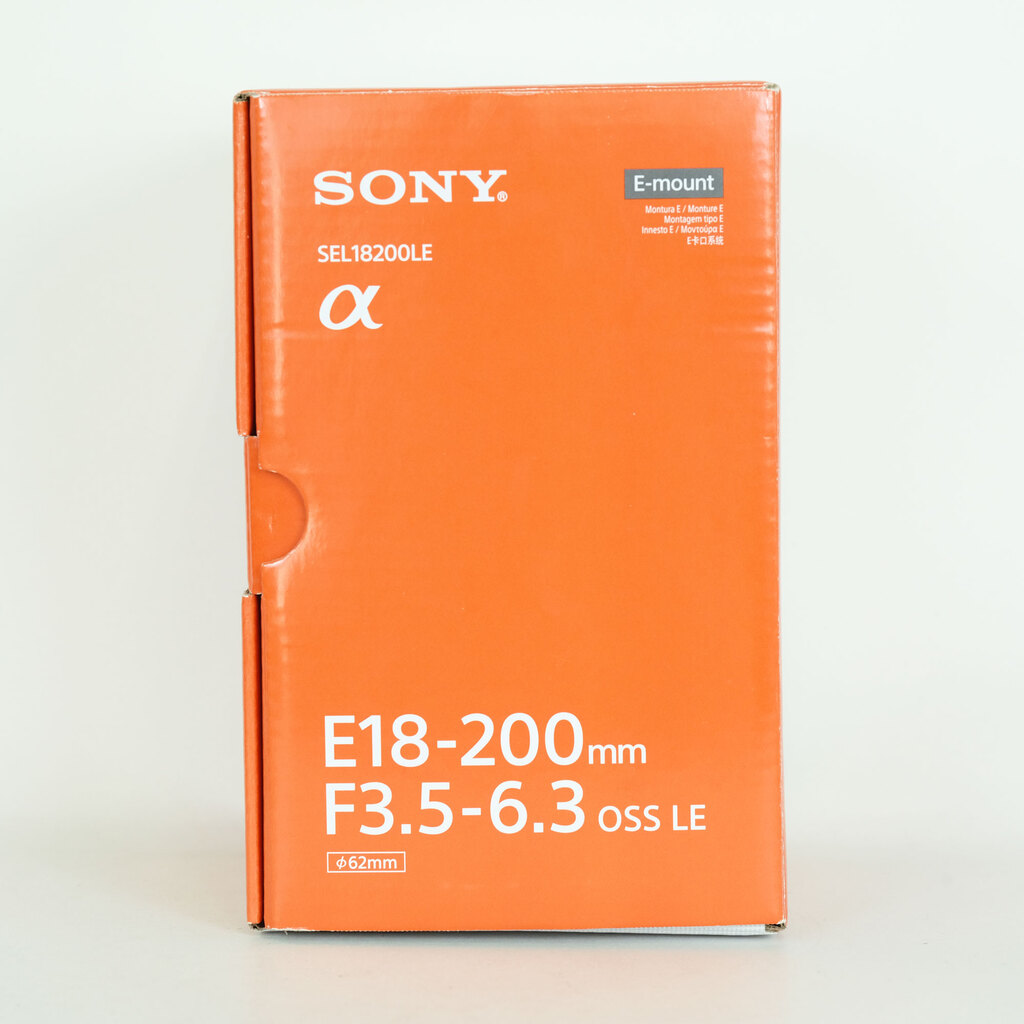 SONY®
E-mount
Montura E / Monture E
Montagem tipo E
Innesto E / Μοντούρα E
E卡口系统
SEL18200LE
α
E18-200mm
F3.5-6.3 OSS LE
φ62mm